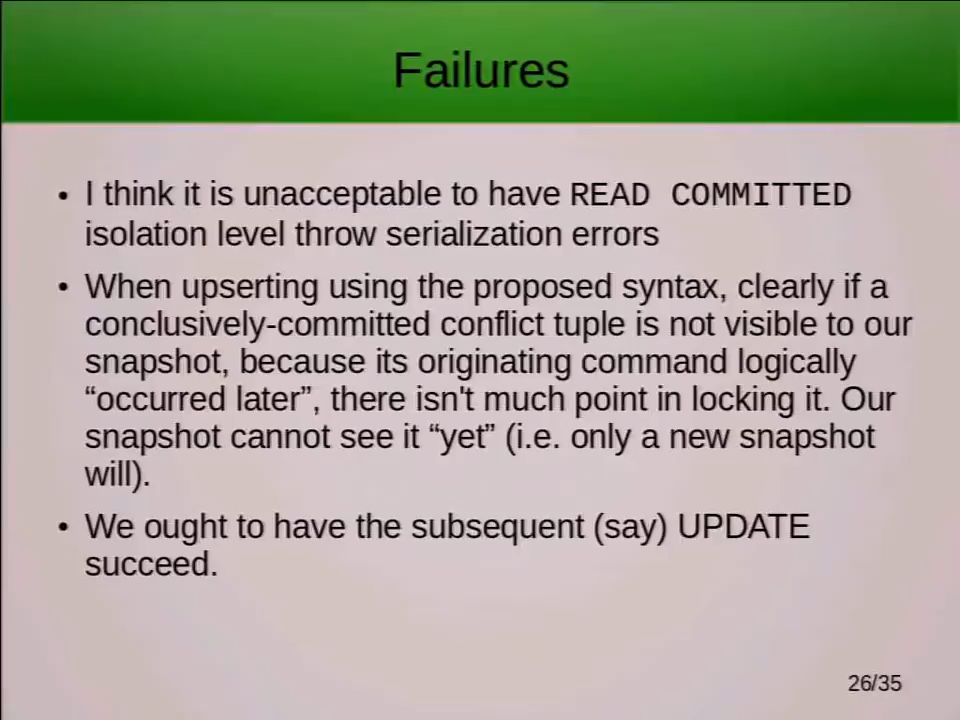 Failures
• I think it is unacceptable to have READ COMMITTED
isolation level throw serialization errors
• When upserting using the proposed syntax, clearly if a
conclusively-committed conflict tuple is not visible to our
snapshot, because its originating command logically
“occurred later”, there isn't much point in locking it. Our
snapshot cannot see it “yet” (i.e. only a new snapshot
will).
• We ought to have the subsequent (say) UPDATE
succeed.
26/35